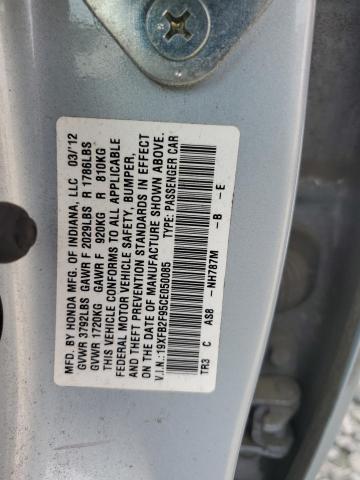 MFD. BY HONDA MFG. OF INDIANA, LLC 03/'12
GVWR 3792LBS GAWR F 2029LBS R 1786LBS
GVWR 1720KG GAWR F 920KG R 810KG
THIS VEHICLE CONFORMS TO ALL APPLICABLE
FEDERAL MOTOR VEHICLE SAFETY, BUMPER,
AND THEFT PREVENTION STANDARDS IN EFFECT
ON THE DATE OF MANUFACTURE SHOWN ABOVE.
V.I.N.:19XFB2F95CE050085 TYPE: PASSENGER CAR
TR3 C AS8 -NH787M -B -E